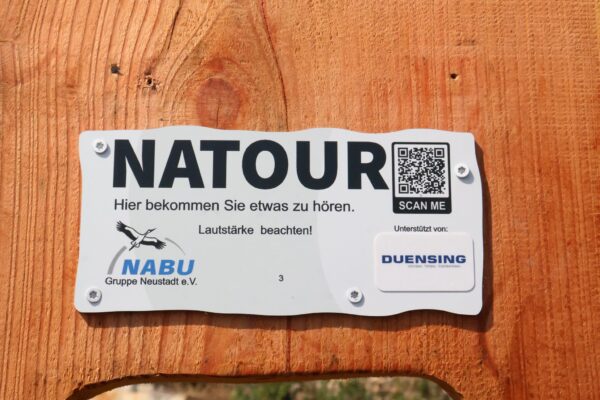 NATOUR
SCAN ME
Hier bekommen Sie etwas zu hören.
Lautstärke beachten!
Unterstützt von:
DUENSING
NABU
Gruppe Neustadt e.V.
3